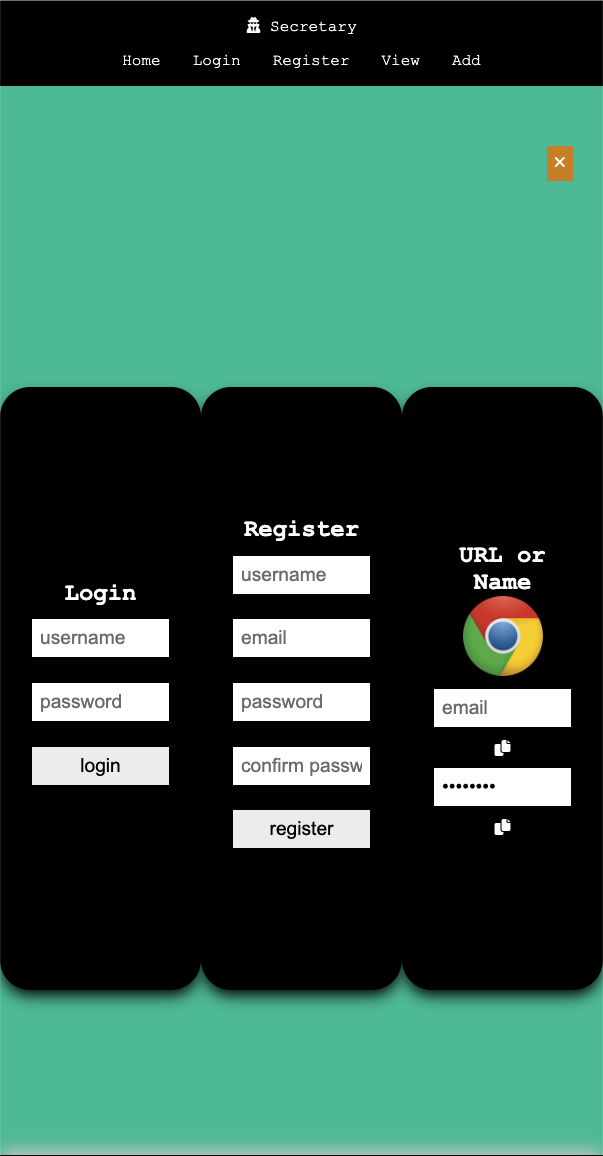 Secretary
Home Login Register View Add
×
Login
username
password
login
Register
username
email
password
confirm passw
register
URL or
Name
email
••••••••